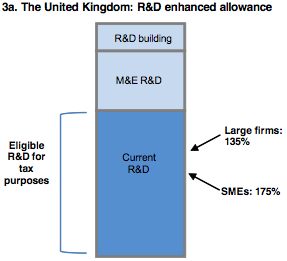 3a. The United Kingdom: R&D enhanced allowance
R&D building
M&E R&D
Eligible
R&D for
tax
purposes
Current
R&D
Large firms:
135%
SMEs: 175%